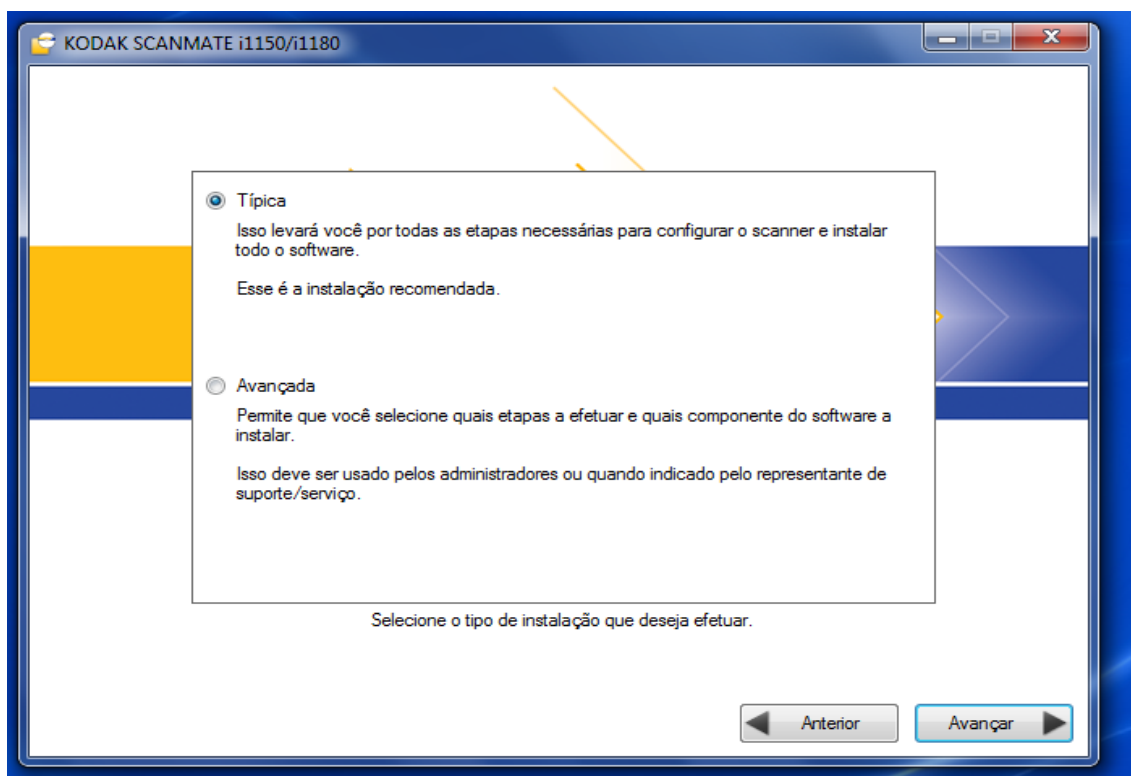 KODAK SCANMATE i1150/i1180
Típica
Isso levará você por todas as etapas necessárias para configurar o scanner e instalar
todo o software.
Esse é a instalação recomendada.
Avançada
Permite que você selecione quais etapas a efetuar e quais componente do software a
instalar.
Isso deve ser usado pelos administradores ou quando indicado pelo representante de
suporte/serviço.
Selecione o tipo de instalação que deseja efetuar.
Anterior
Avançar